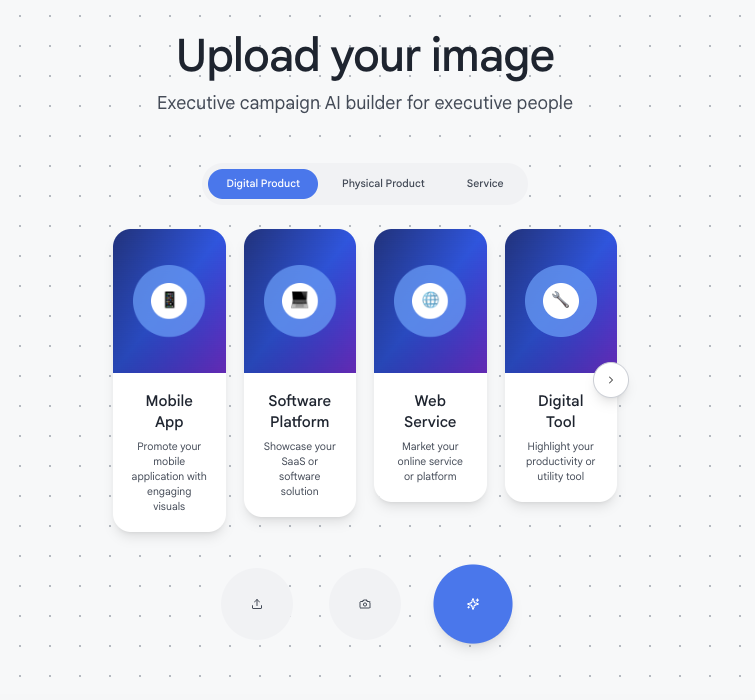 Upload your image
Executive campaign AI builder for executive people
Digital Product
Physical Product
Service
Mobile
App
Promote your
mobile
application with
engaging
visuals
Software
Platform
Showcase your
SaaS or
software
solution
Web
Service
Market your
online service
or platform
Digital
Tool
Highlight your
productivity or
utility tool